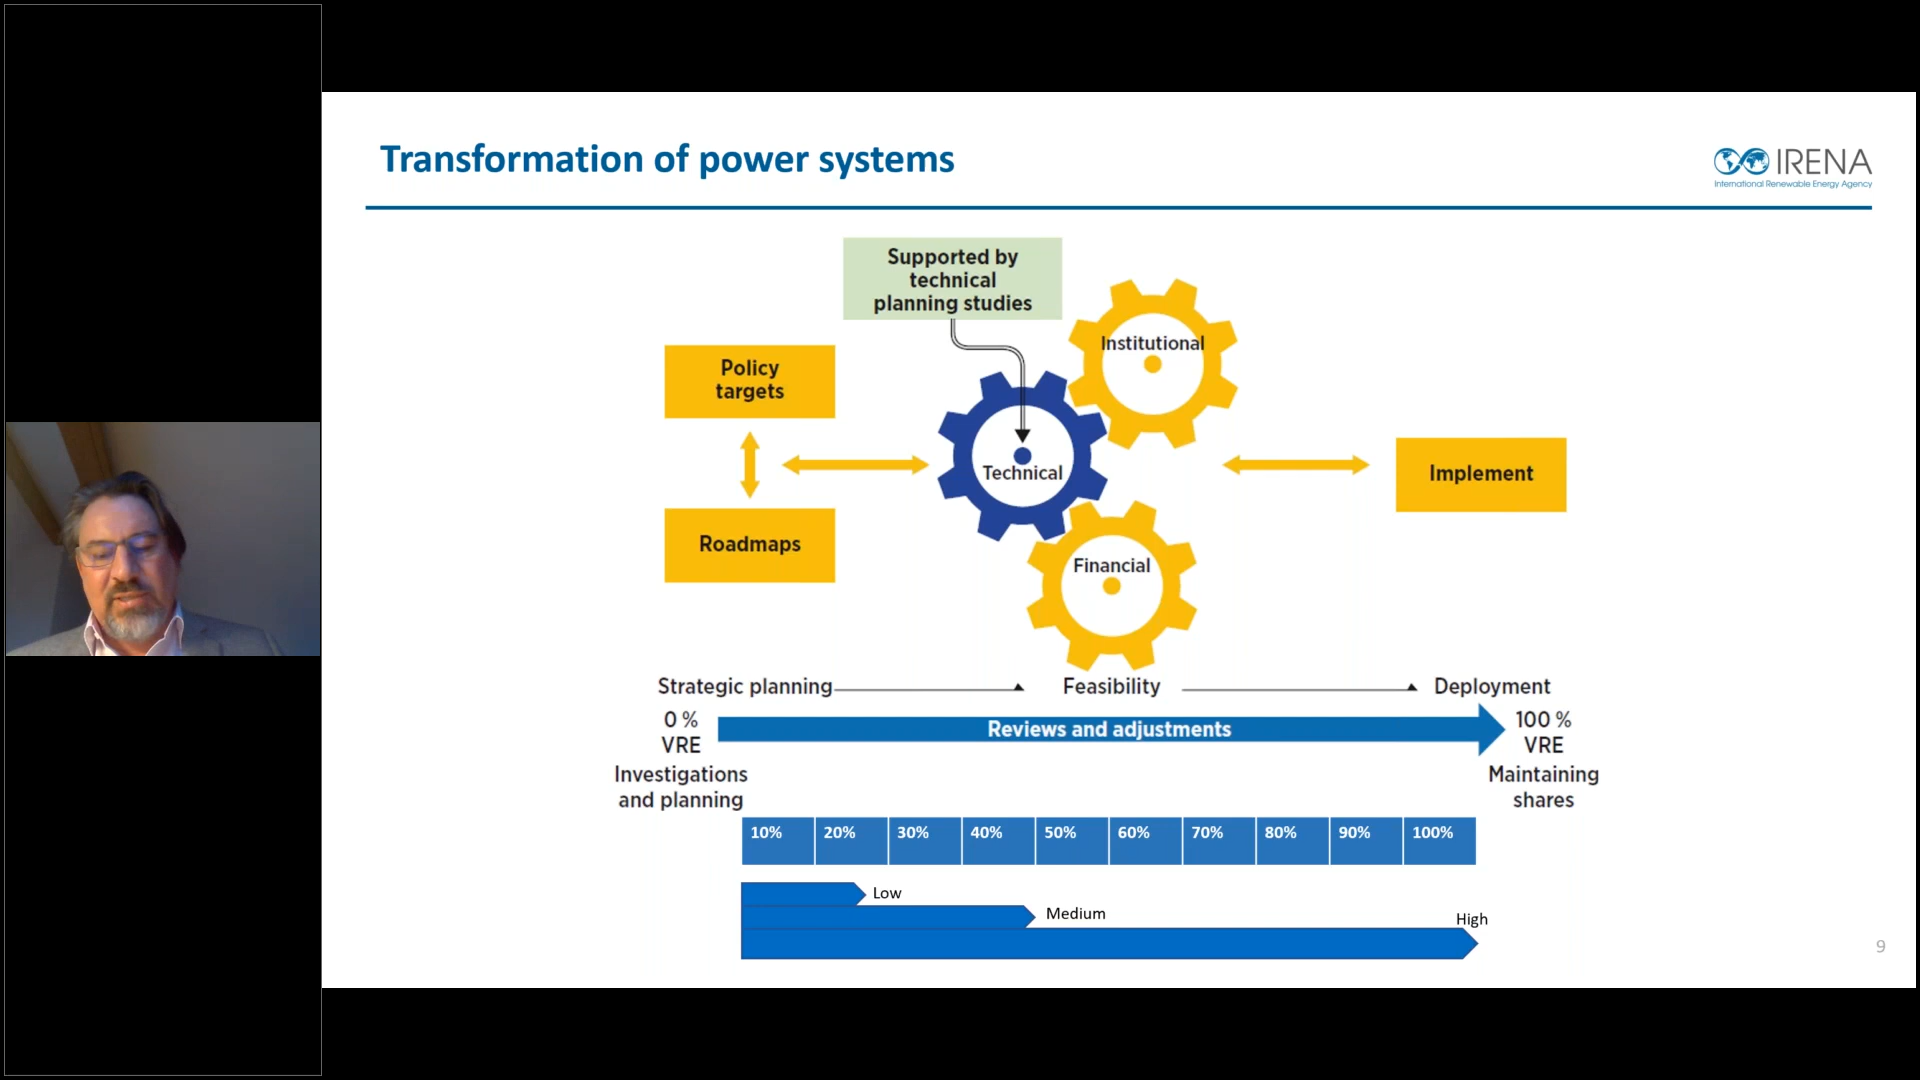 Transformation of power systems
IRENA
International Renewable Energy Agency
Supported by
technical
planning studies
Institutional
Policy
targets
Technical
Implement
Roadmaps
Financial
Strategic planning
Feasibility
Deployment
0 %
VRE
Reviews and adjustments
100 %
VRE
Investigations
and planning
Maintaining
shares
10% 20% 30% 40% 50% 60% 70% 80% 90% 100%
Low
Medium
High
9